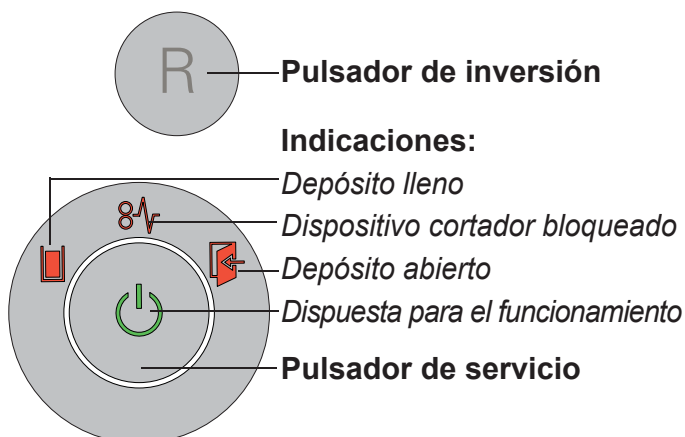 R
Pulsador de inversión
Indicaciones:
Depósito lleno
Dispositivo cortador bloqueado
Depósito abierto
Dispuesta para el funcionamiento
Pulsador de servicio